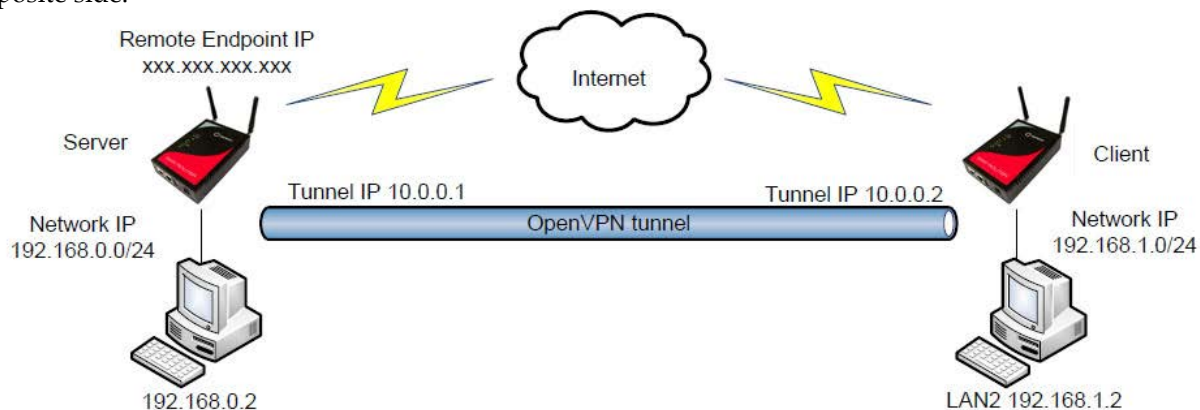 posite side.
Remote Endpoint IP
xxx.xxx.xxx.xxx
Internet
Server
Client
Tunnel IP 10.0.0.1
Tunnel IP 10.0.0.2
OpenVPN tunnel
Network IP
192.168.0.0/24
Network IP
192.168.1.0/24
192.168.0.2
LAN2 192.168.1.2